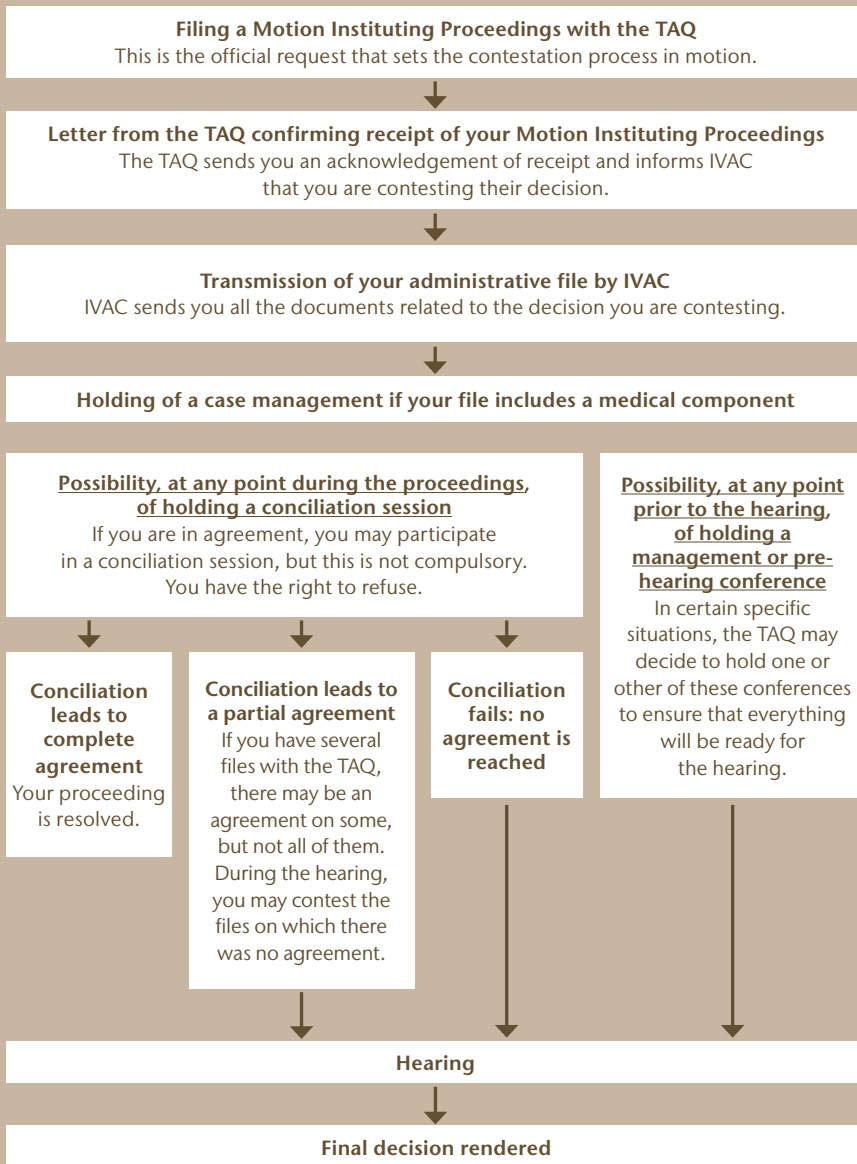 Filing a Motion Instituting Proceedings with the TAQ
This is the official request that sets the contestation process in motion.
Letter from the TAQ confirming receipt of your Motion Instituting Proceedings
The TAQ sends you an acknowledgement of receipt and informs IVAC
that you are contesting their decision.
Transmission of your administrative file by IVAC
IVAC sends you all the documents related to the decision you are contesting.
Holding of a case management if your file includes a medical component
Possibility, at any point during the proceedings,
of holding a conciliation session
If you are in agreement, you may participate
in a conciliation session, but this is not compulsory.
You have the right to refuse.
Possibility, at any point
prior to the hearing,
of holding a
management or pre-
hearing conference
In certain specific
situations, the TAQ may
decide to hold one or
other of these conferences
to ensure that everything
will be ready for
the hearing.
Conciliation
leads to
complete
agreement
Your proceeding
is resolved.
Conciliation leads to
a partial agreement
If you have several
files with the TAQ,
there may be an
agreement on some,
but not all of them.
During the hearing,
you may contest the
files on which there
was no agreement.
Conciliation
fails: no
agreement is
reached
Hearing
Final decision rendered